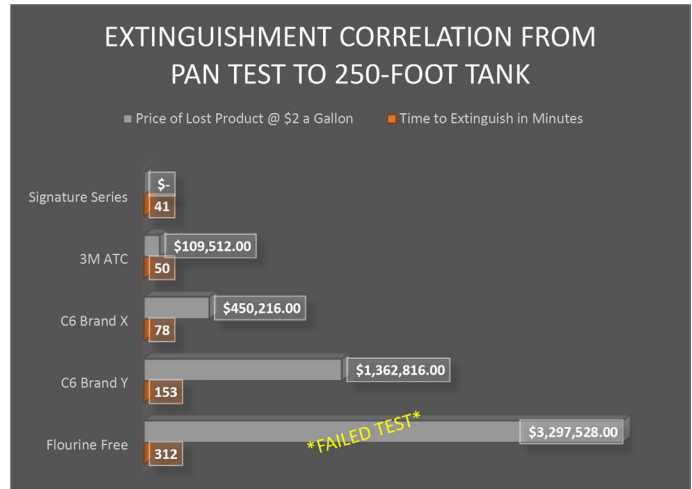 EXTINGUISHMENT CORRELATION FROM
PAN TEST TO 250-FOOT TANK
Price of Lost Product @ $2 a Gallon
Time to Extinguish in Minutes
Signature Series
$-
41
3M ATC
$109,512.00
50
C6 Brand X
$450,216.00
78
C6 Brand Y
$1,362,816.00
153
Flourine Free
*FAILED TEST*
$3,297,528.00
312